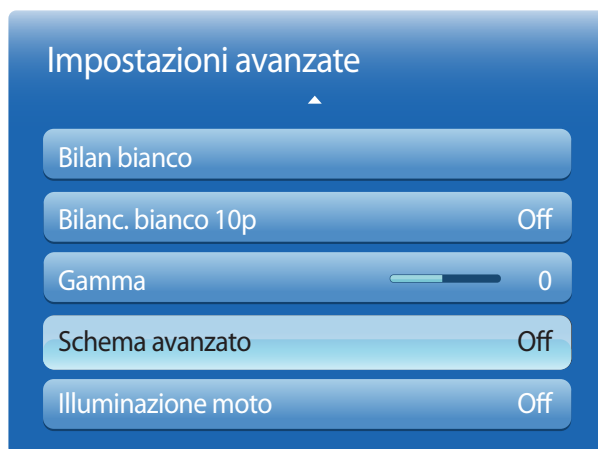 Impostazioni avanzate
Bilan bianco
Bilanc. bianco 10p Off
Gamma 0
Schema avanzato Off
Illuminazione moto Off